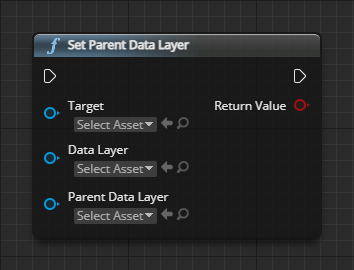 f Set Parent Data Layer
Target Return Value
Select Asset
Data Layer
Select Asset
Parent Data Layer
Select Asset